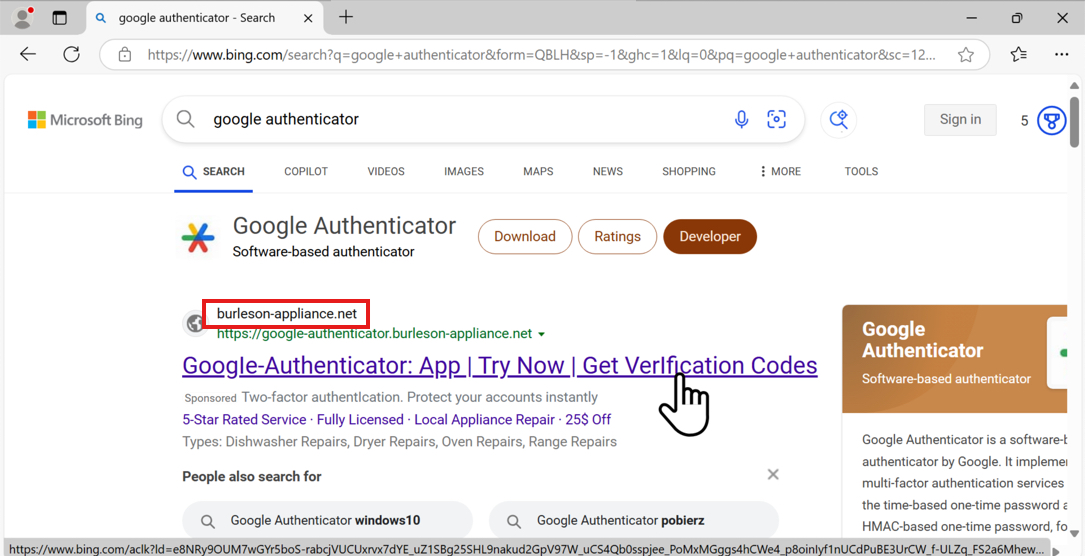 google authenticator - Search
https://www.bing.com/search?q=google+authenticator&form=QBLH&sp=-1&ghc=1&lq=0&pq=google+authenticator&sc=12...
Microsoft Bing
google authenticator
Sign in
5
SEARCH
COPILOT
VIDEOS
IMAGES
MAPS
NEWS
SHOPPING
MORE
TOOLS
Google Authenticator
Software-based authenticator
Download
Ratings
Developer
burleson-appliance.net
https://google-authenticator.burleson-appliance.net
Google-Authenticator: App | Try Now | Get VerIfication Codes
Sponsored Two-factor authentIcation. Protect your accounts instantly
5-Star Rated Service · Fully Licensed · Local Appliance Repair · 25$ Off
Types: Dishwasher Repairs, Dryer Repairs, Oven Repairs, Range Repairs
People also search for
Google Authenticator windows10
Google Authenticator pobierz
Google
Authenticator
Software-based authenticator
Google Authenticator is a software-b
authenticator by Google. It implemen
multi-factor authentication services
the time-based one-time password a
HMAC-based one-time password, fo
https://www.bing.com/aclk?ld=e8NRy9OUM7wGYr5boS-rabcjVUCUxrvx7dYE_uZ1SBg25SHL9nakud2GpV97W_uCS4Qb0sspjee_PoMxMGggs4hCWe4_p8oinIyf1nUCdPuBE3UrCW_f-ULZq_FS2a6Mhew...